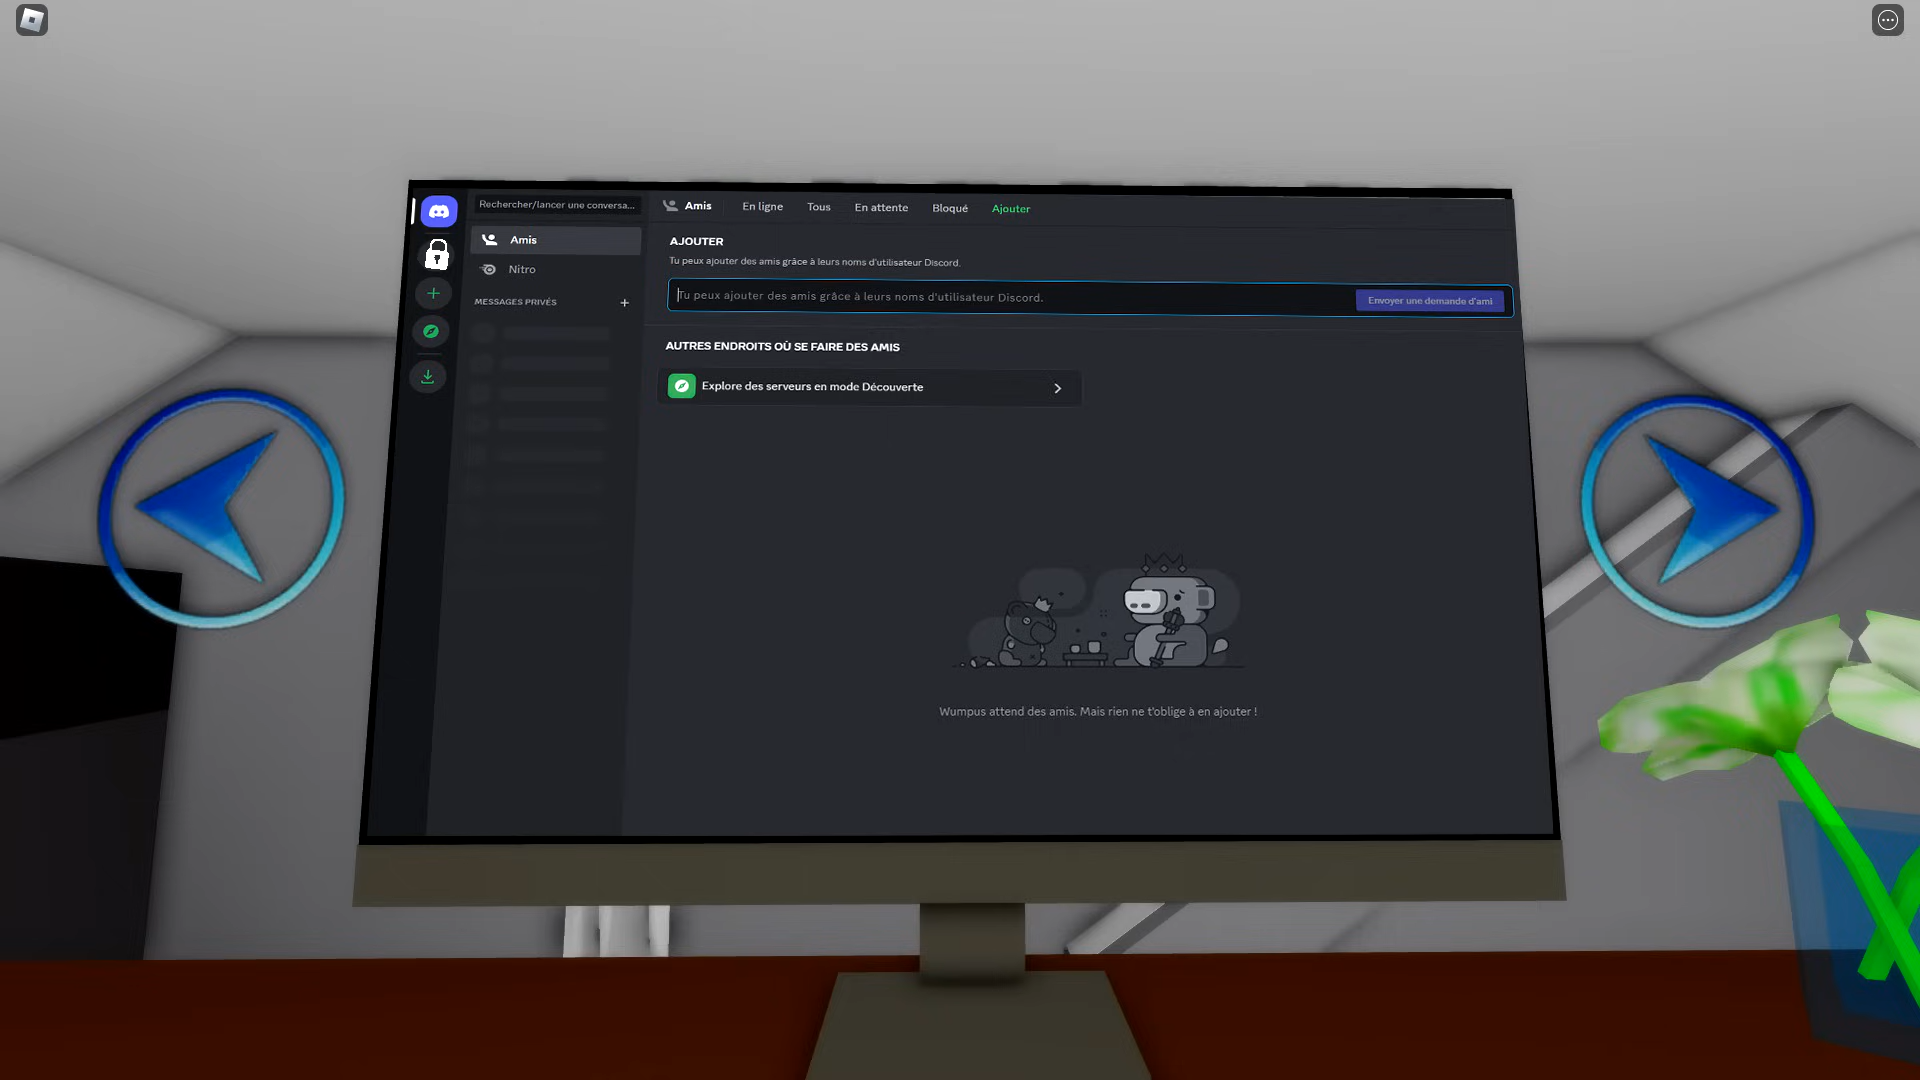 Rechercher/lancer une conversa...
Amis
En ligne
Tous
En attente
Bloqué
Ajouter
Amis
Nitro
MESSAGES PRIVÉS
AJOUTER
Tu peux ajouter des amis grâce à leurs noms d'utilisateur Discord.
Tu peux ajouter des amis grâce à leurs noms d'utilisateur Discord.
Envoyer une demande d'ami
AUTRES ENDROITS OÙ SE FAIRE DES AMIS
Explore des serveurs en mode Découverte
Wumpus attend des amis. Mais rien ne t'oblige à en ajouter !